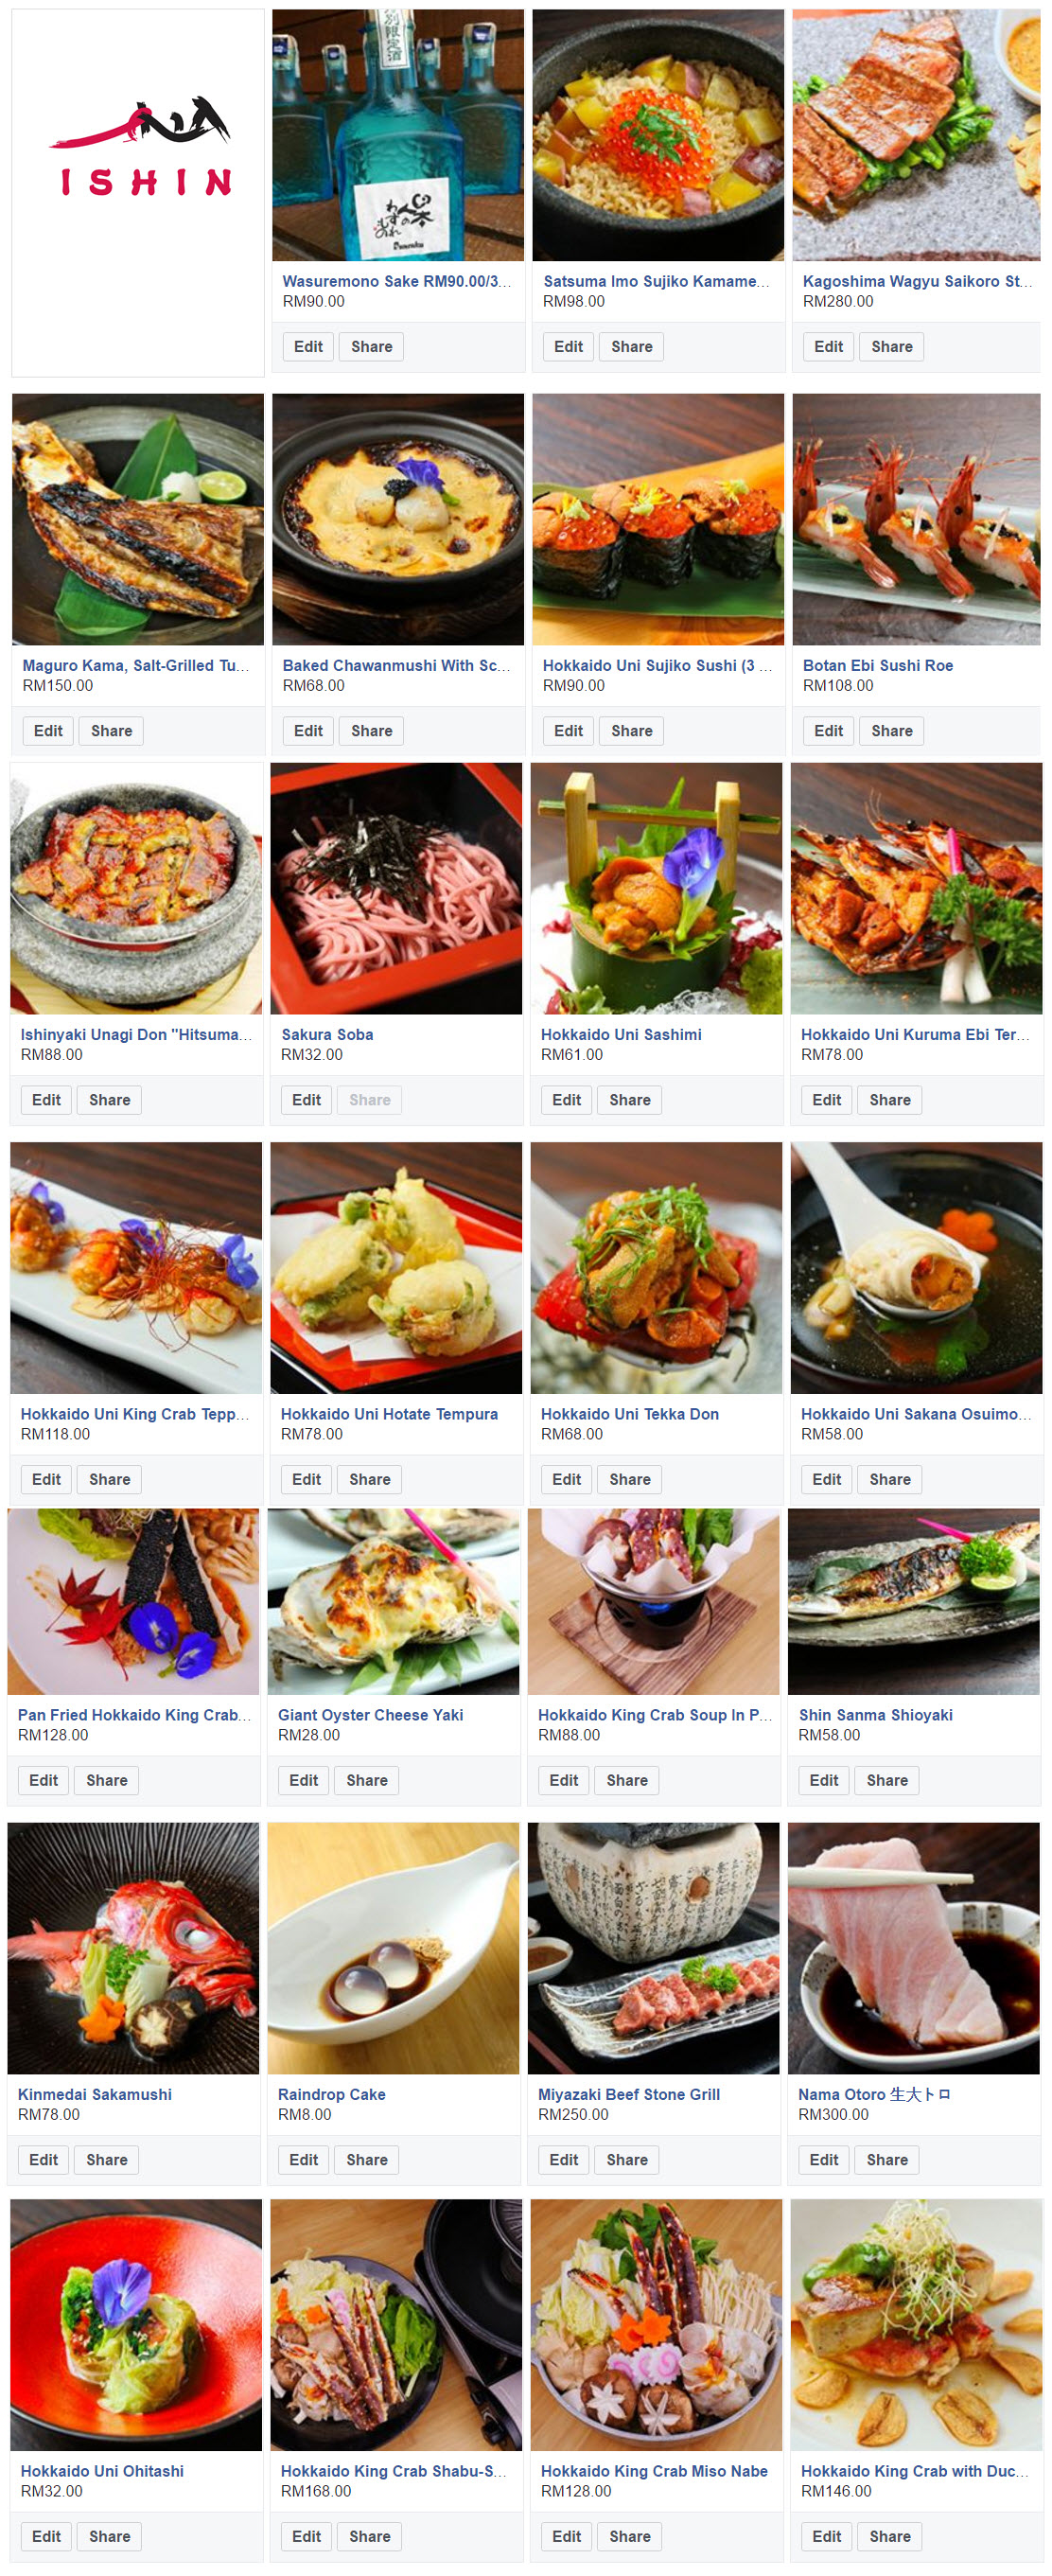 ISHIN
Wasuremono Sake RM90.00/3...
RM90.00
Edit Share
Satsuma Imo Sujiko Kamame...
RM98.00
Edit Share
Kagoshima Wagyu Saikoro St...
RM280.00
Edit Share
Maguro Kama, Salt-Grilled Tu...
RM150.00
Edit Share
Baked Chawanmushi With Sc...
RM68.00
Edit Share
Hokkaido Uni Sujiko Sushi (3 ...
RM90.00
Edit Share
Botan Ebi Sushi Roe
RM108.00
Edit Share
Ishinyaki Unagi Don "Hitsuma...
RM88.00
Edit Share
Sakura Soba
RM32.00
Edit Share
Hokkaido Uni Sashimi
RM61.00
Edit Share
Hokkaido Uni Kuruma Ebi Ter...
RM78.00
Edit Share
Hokkaido Uni King Crab Tepp...
RM118.00
Edit Share
Hokkaido Uni Hotate Tempura
RM78.00
Edit Share
Hokkaido Uni Tekka Don
RM68.00
Edit Share
Hokkaido Uni Sakana Osuimo...
RM58.00
Edit Share
Pan Fried Hokkaido King Crab...
RM128.00
Edit Share
Giant Oyster Cheese Yaki
RM28.00
Edit Share
Hokkaido King Crab Soup In P...
RM88.00
Edit Share
Shin Sanma Shioyaki
RM58.00
Edit Share
Kinmedai Sakamushi
RM78.00
Edit Share
Raindrop Cake
RM8.00
Edit Share
Miyazaki Beef Stone Grill
RM250.00
Edit Share
Nama Otoro 生大トロ
RM300.00
Edit Share
Hokkaido Uni Ohitashi
RM32.00
Edit Share
Hokkaido King Crab Shabu-S...
RM168.00
Edit Share
Hokkaido King Crab Miso Nabe
RM128.00
Edit Share
Hokkaido King Crab with Duc...
RM146.00
Edit Share